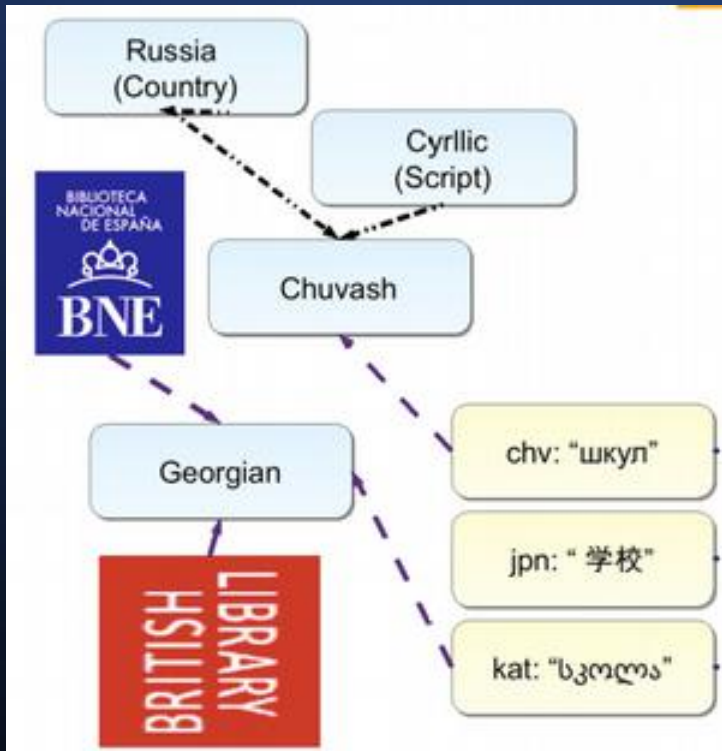 Russia
(Country)
Cyrllic
(Script)
BIBLIOTECA
NACIONAL
DE ESPAÑA
BNE
Chuvash
Georgian
chv: “шкул”
jpn: “ 学校”
kat: “სკოლა”
BRITISH
LIBRARY